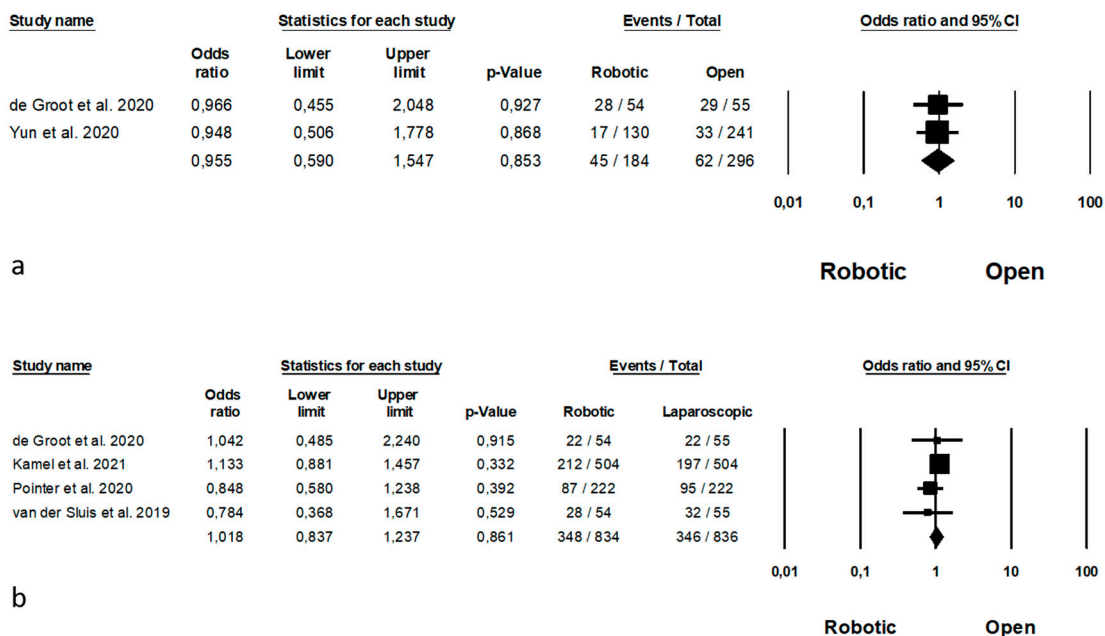 Study name Statistics for each study Events / Total Odds ratio and 95% CI
Odds ratio Lower limit Upper limit p-Value Robotic Open
de Groot et al. 2020 0,966 0,455 2,048 0,927 28 / 54 29 / 55
Yun et al. 2020 0,948 0,506 1,778 0,868 17 / 130 33 / 241
0,955 0,590 1,547 0,853 45 / 184 62 / 296
0,01 0,1 1 10 100
a
Robotic Open
Study name Statistics for each study Events / Total Odds ratio and 95% CI
Odds ratio Lower limit Upper limit p-Value Robotic Laparoscopic
de Groot et al. 2020 1,042 0,485 2,240 0,915 22 / 54 22 / 55
Kamel et al. 2021 1,133 0,881 1,457 0,332 212 / 504 197 / 504
Pointer et al. 2020 0,848 0,580 1,238 0,392 87 / 222 95 / 222
van der Sluis et al. 2019 0,784 0,368 1,671 0,529 28 / 54 32 / 55
1,018 0,837 1,237 0,861 348 / 834 346 / 836
0,01 0,1 1 10 100
b
Robotic Open